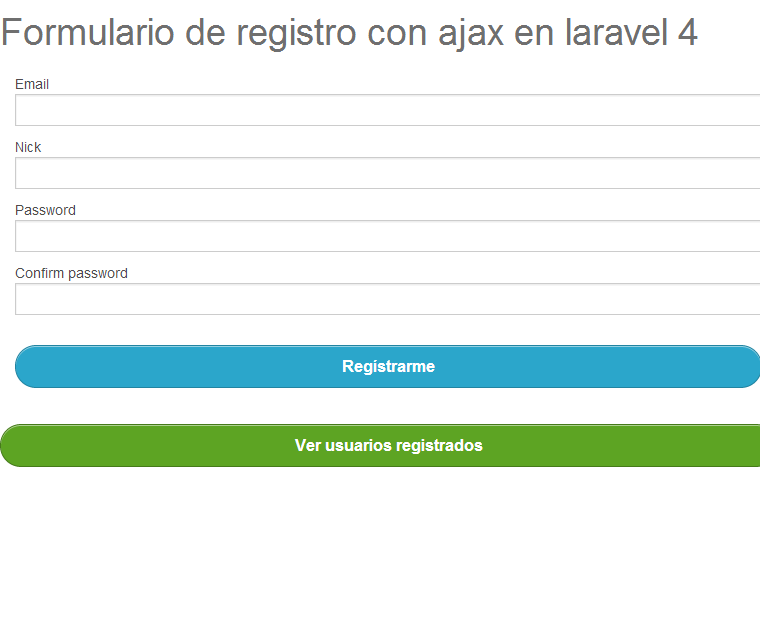 Formulario de registro con ajax en laravel 4
Email
Nick
Password
Confirm password
Registrarme
Ver usuarios registrados